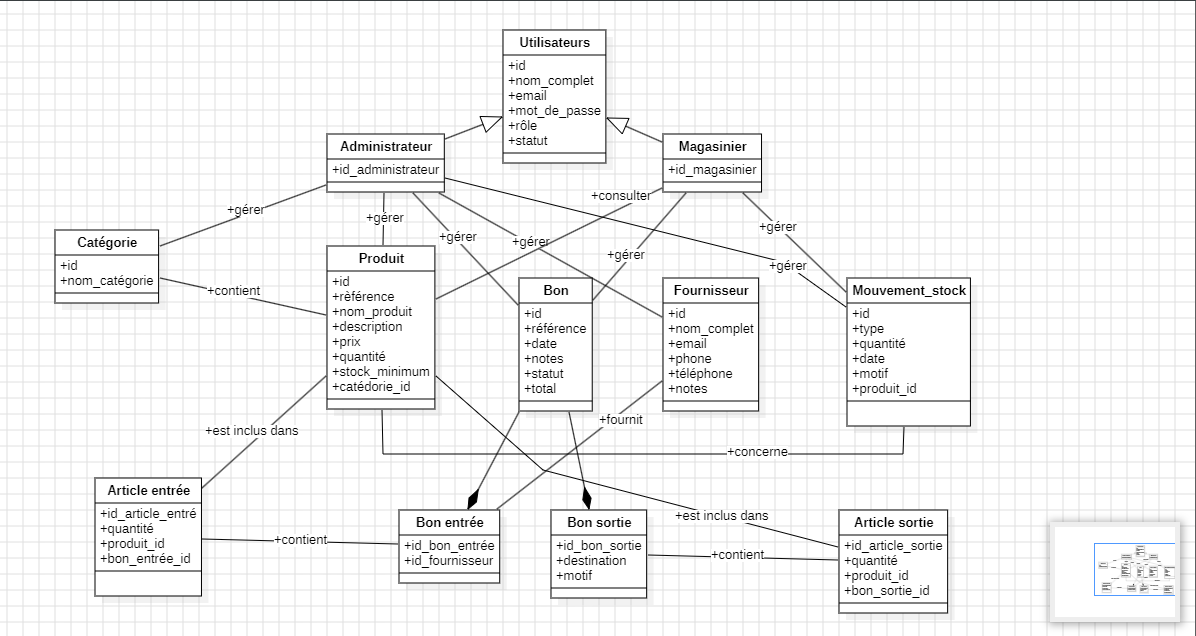 Utilisateurs
+id
+nom_complet
+email
+mot_de_passe
+rôle
+statut
Administrateur
+id_administrateur
Magasinier
+id_magasinier
+consulter
+gérer
+gérer
+gérer
+gérer
+gérer
+gérer
+gérer
Catégorie
+id
+nom_catégorie
+contient
Produit
+id
+rèférence
+nom_produit
+description
+prix
+quantité
+stock_minimum
+catédorie_id
Bon
+id
+référence
+date
+notes
+statut
+total
Fournisseur
+id
+nom_complet
+email
+phone
+téléphone
+notes
Mouvement_stock
+id
+type
+quantité
+date
+motif
+produit_id
+fournit
+est inclus dans
+concerne
Article entrée
+id_article_entré
+quantité
+produit_id
+bon_entrée_id
+contient
Bon entrée
+id_bon_entrée
+id_fournisseur
Bon sortie
+id_bon_sortie
+destination
+motif
+est inclus dans
+contient
Article sortie
+id_article_sortie
+quantité
+produit_id
+bon_sortie_id